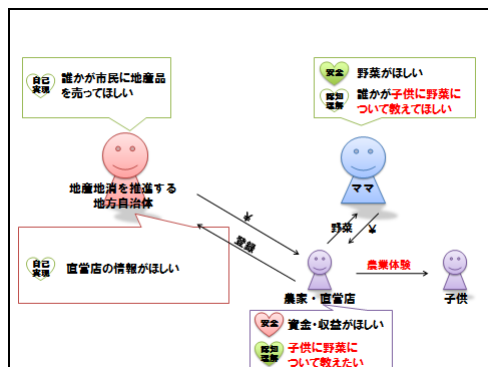 自己
実現
誰かが市民に地産品
を売ってほしい
安全
野菜がほしい
認知
理解
誰かが子供に野菜に
ついて教えてほしい
地産地消を推進する
地方自治体
ママ
¥
登録
野菜
¥
自己
実現
直営店の情報がほしい
農業体験
農家・直営店
子供
安全
資金・収益がほしい
認知
理解
子供に野菜に
ついて教えたい